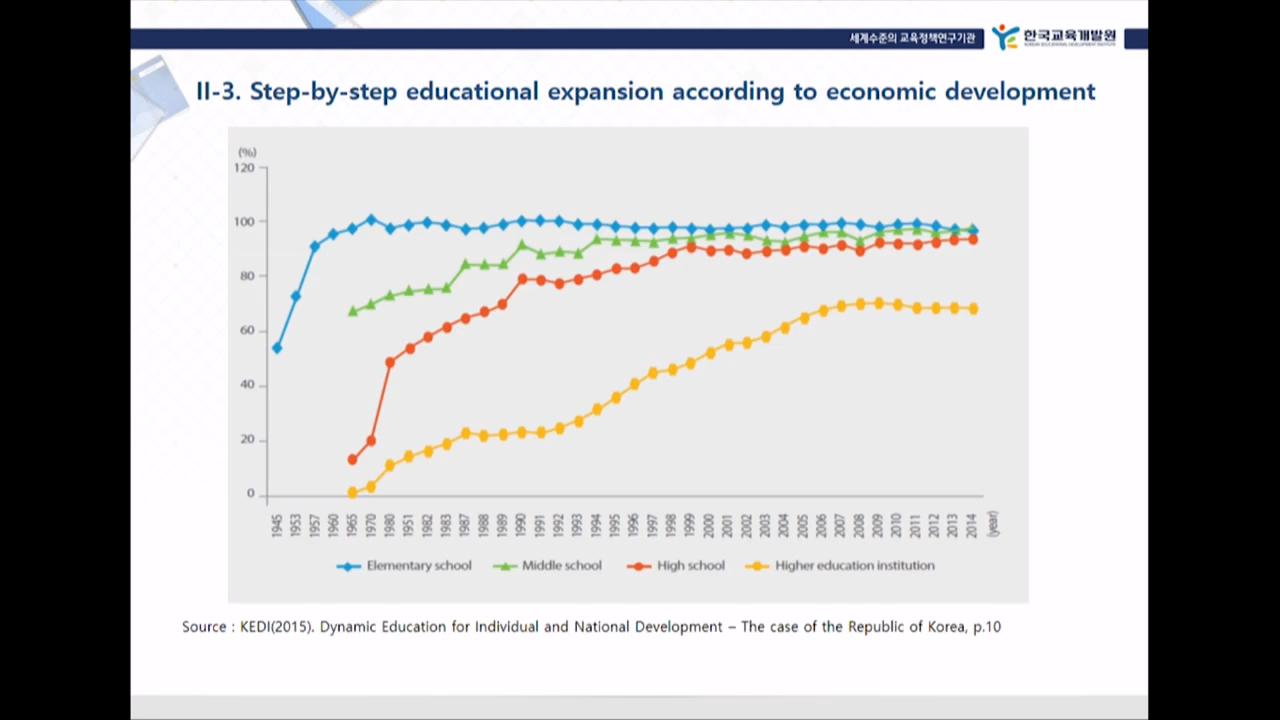 세계수준의 교육정책연구기관
한국교육개발원
KOREAN EDUCATIONAL DEVELOPMENT INSTITUTE
II-3. Step-by-step educational expansion according to economic development
(%)
120
100
80
60
40
20
0
1945 1953 1957 1960 1965 1970 1980 1951 1982 1983 1987 1988 1989 1990 1991 1992 1993 1994 1995 1996 1997 1998 1999 2000 2001 2002 2003 2004 2005 2006 2007 2008 2009 2010 2011 2012 2013 2014 (year)
Elementary school Middle school High school Higher education institution
Source : KEDI(2015). Dynamic Education for Individual and National Development – The case of the Republic of Korea, p.10